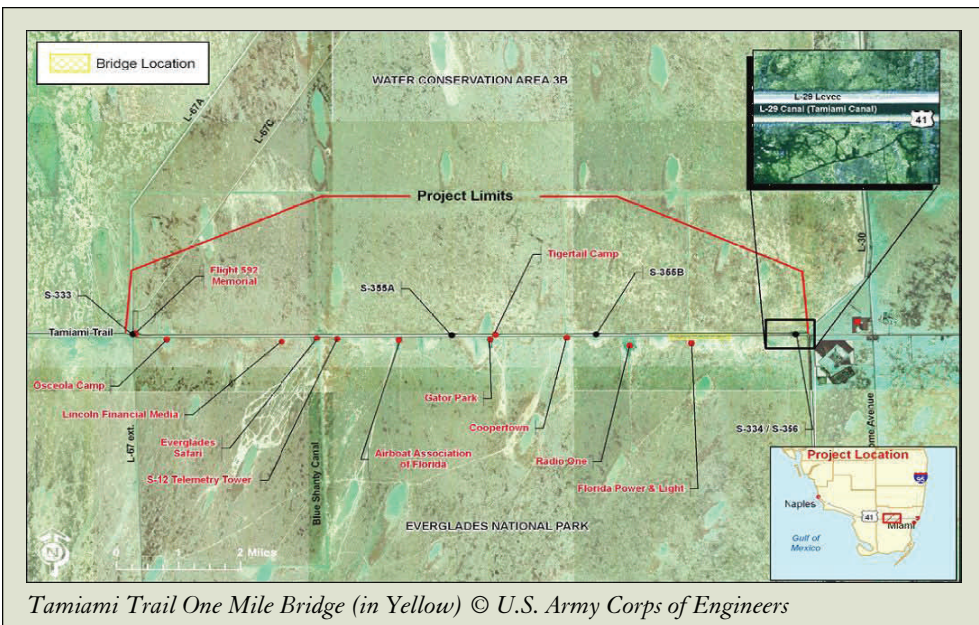 Bridge Location
WATER CONSERVATION AREA 3B
L-67A
L-67C
L-29 Levee
L-29 Canal (Tamiami Canal)
41
Project Limits
L-30
Tigertail Camp
Flight 592
Memorial
S-333
S-355A
S-355B
Tamiami Trail
Osceola Camp
Lincoln Financial Media
Everglades
Safari
S-12 Telemetry Tower
L-67 ext.
Blue Shanty Canal
Airboat Association
of Florida
Gator Park
Coopertown
Radio One
Florida Power & Light
S-334 / S-356
ome Avenue
EVERGLADES NATIONAL PARK
N
0 1 2 Miles
Project Location
95
Naples
41
Miami
Gulf of
Mexico
Tamiami Trail One Mile Bridge (in Yellow) © U.S. Army Corps of Engineers